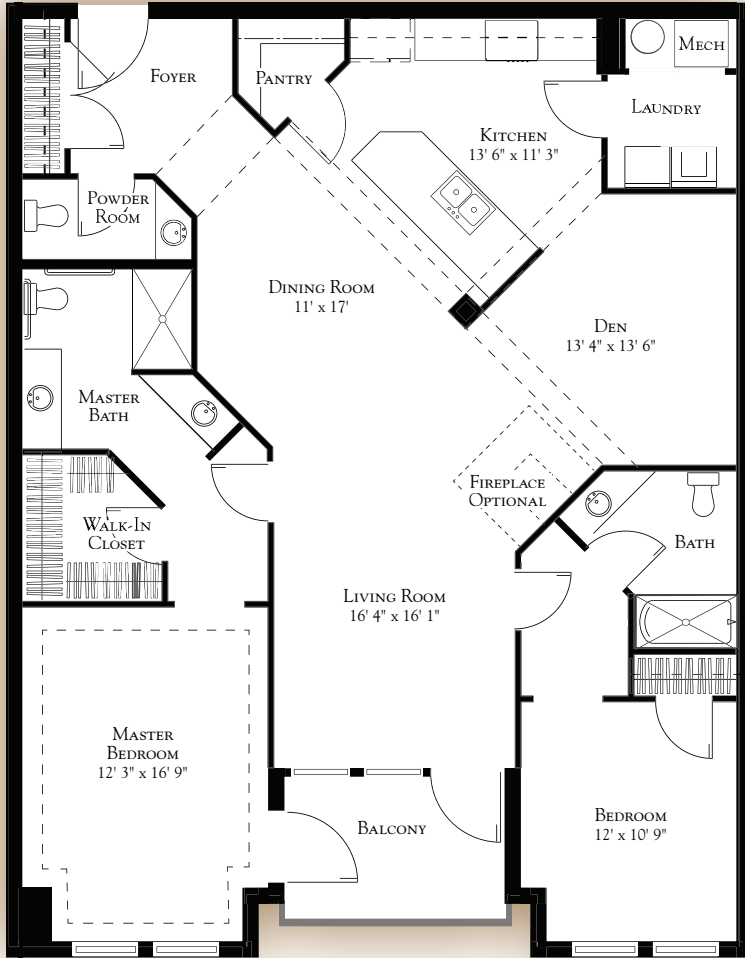 Foyer
Pantry
Mech
Laundry
Kitchen
13' 6" x 11' 3"
Powder
Room
Dining Room
11' x 17'
Den
13' 4" x 13' 6"
Master
Bath
Fireplace
Optional
Walk-In
Closet
Bath
Living Room
16' 4" x 16' 1"
Master
Bedroom
12' 3" x 16' 9"
Balcony
Bedroom
12' x 10' 9"